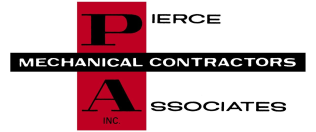 PIERCE
MECHANICAL CONTRACTORS
ASSOCIATES
INC.